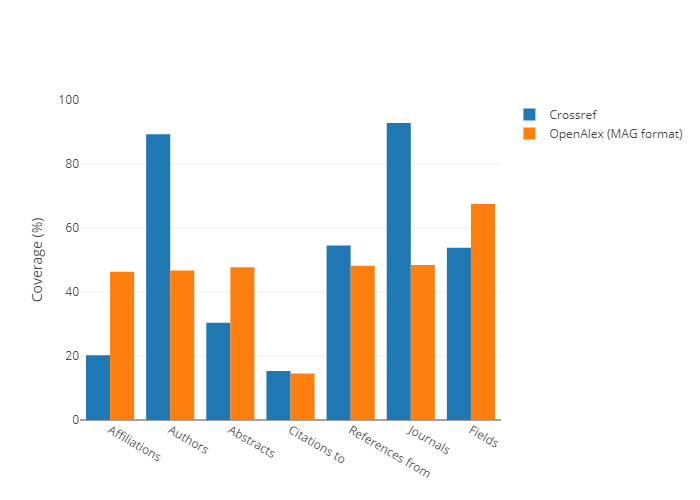 100
80
60
40
20
0
Coverage (%)
Affiliations
Authors
Abstracts
Citations to
References from
Journals
Fields
Crossref
OpenAlex (MAG format)